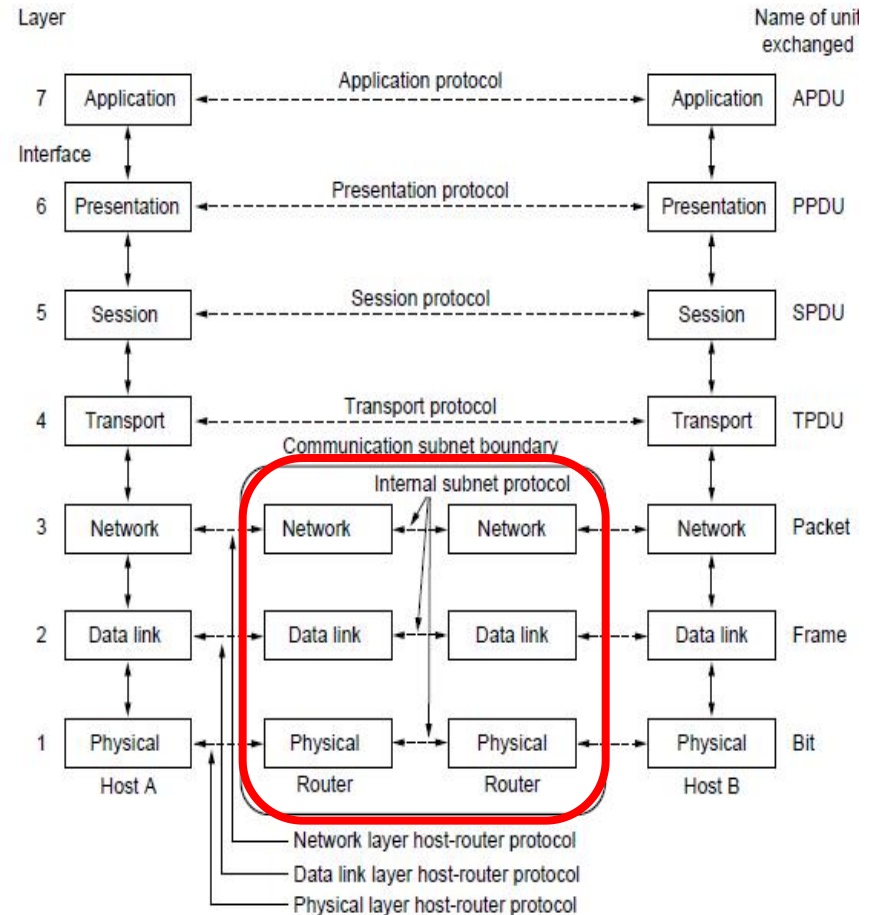 Layer
Name of unit
exchanged
Application protocol
7 Application Application APDU
Interface
Presentation protocol
6 Presentation Presentation PPDU
Session protocol
5 Session Session SPDU
Transport protocol
4 Transport Transport TPDU
Communication subnet boundary
Internal subnet protocol
3 Network Network Network Network Packet
2 Data link Data link Data link Data link Frame
1 Physical Physical Physical Physical Bit
Host A Router Router Host B
Network layer host-router protocol
Data link layer host-router protocol
Physical layer host-router protocol